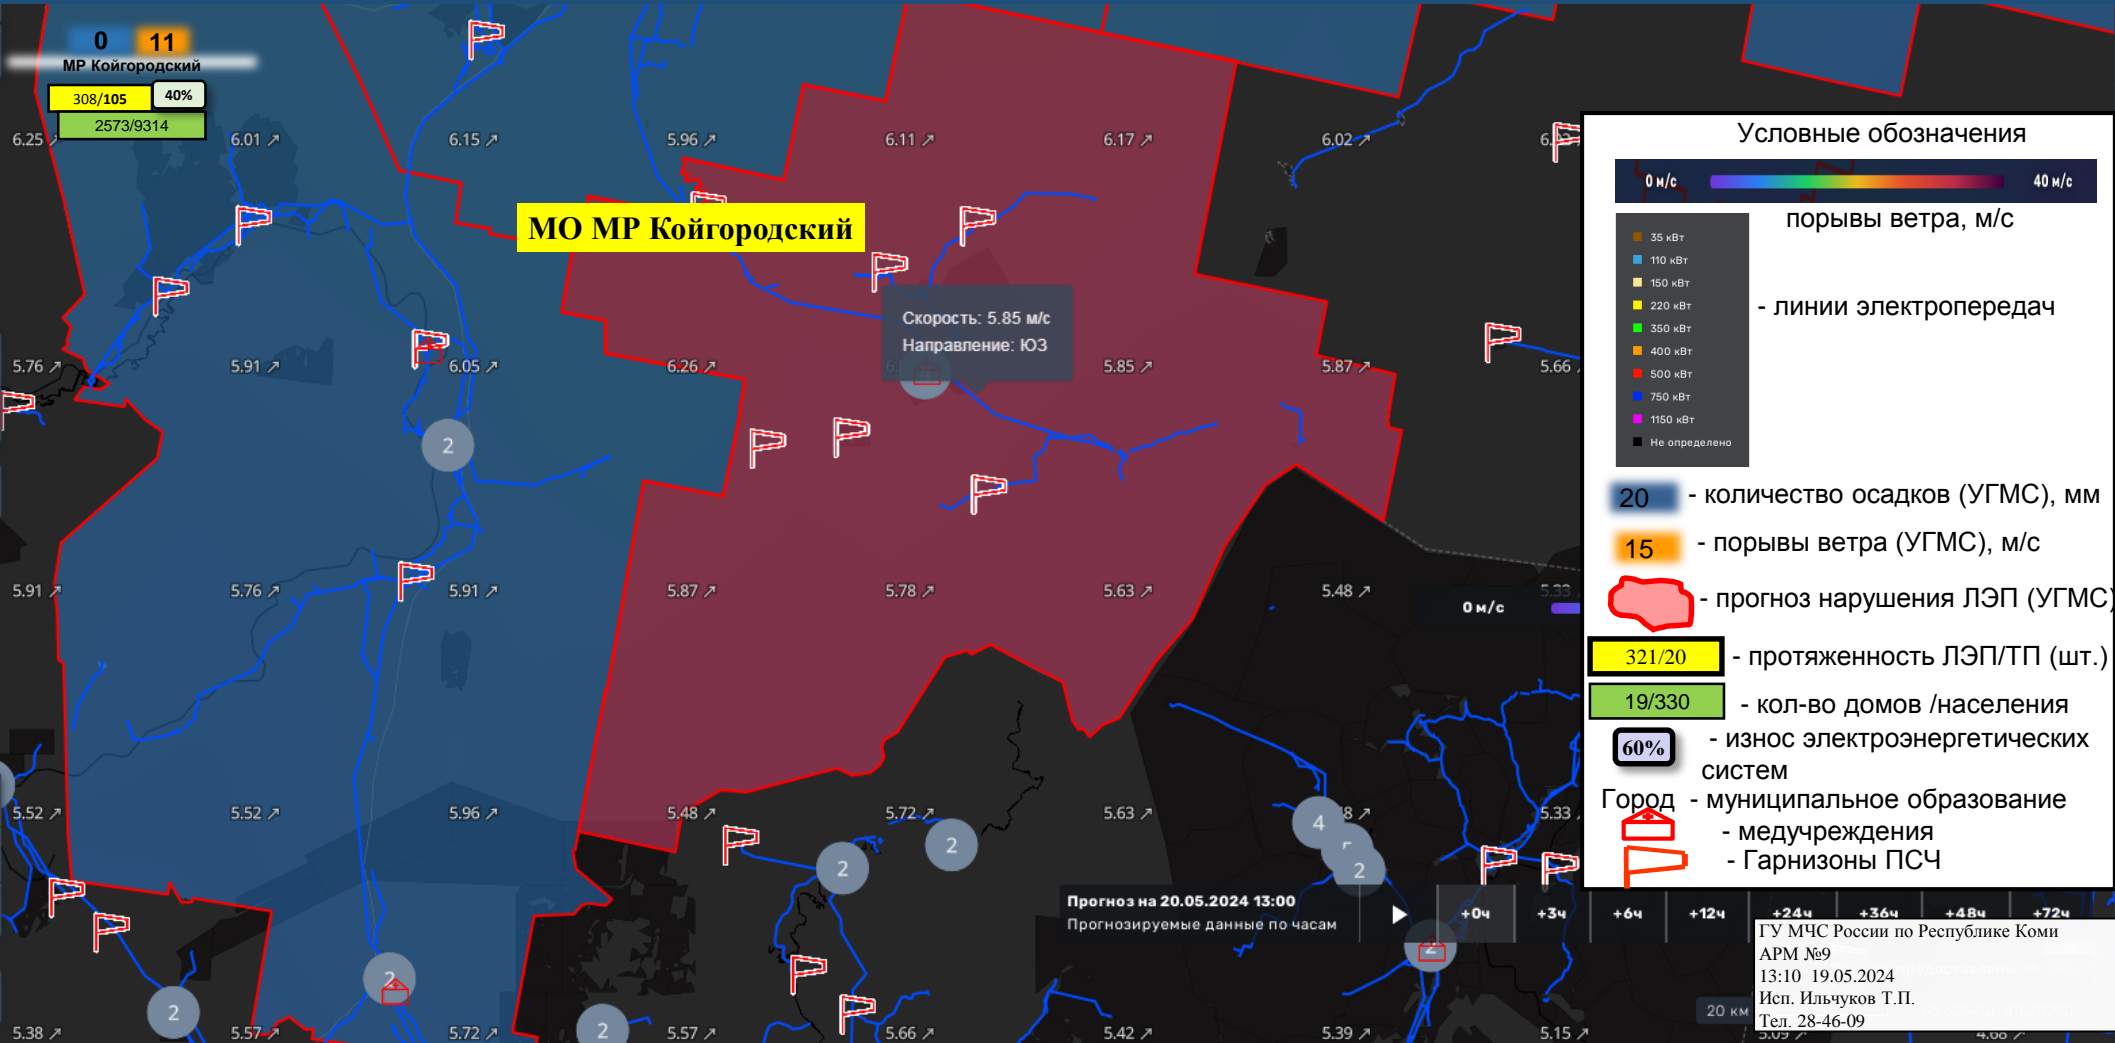 0 11
МР Койгородский
308/105 40%
2573/9314
6.25 6.01 6.15 5.96 6.11 6.17 6.02
МО МР Койгородский
Скорость: 5.85 м/с
Направление: ЮЗ
5.76 5.91 6.05 6.26 5.85 5.87 5.66
2
5.91 5.76 5.91 5.87 5.78 5.63 5.48 5.33
0 м/с
5.52 5.52 5.96 5.48 5.72 5.63 5.33
4
2 2 2
Прогноз на 20.05.2024 13:00
Прогнозируемые данные по часам
+0ч +3ч +6ч +12ч +24ч +36ч +48ч +72ч
2 2
2 2
5.38 5.57 5.72 5.57 5.66 5.42 5.39 5.15 5.09 4.68
20 км
Условные обозначения
0 м/с 40 м/с
порывы ветра, м/с
35 кВт
110 кВт
150 кВт
220 кВт
350 кВт
400 кВт
500 кВт
750 кВт
1150 кВт
Не определено
- линии электропередач
20 - количество осадков (УГМС), мм
15 - порывы ветра (УГМС), м/с
- прогноз нарушения ЛЭП (УГМС)
321/20 - протяженность ЛЭП/ТП (шт.)
19/330 - кол-во домов /населения
60% - износ электроэнергетических
систем
Город - муниципальное образование
- медучреждения
- Гарнизоны ПСЧ
ГУ МЧС России по Республике Коми
АРМ №9
13:10 19.05.2024
Исп. Ильчуков Т.П.
Тел. 28-46-09